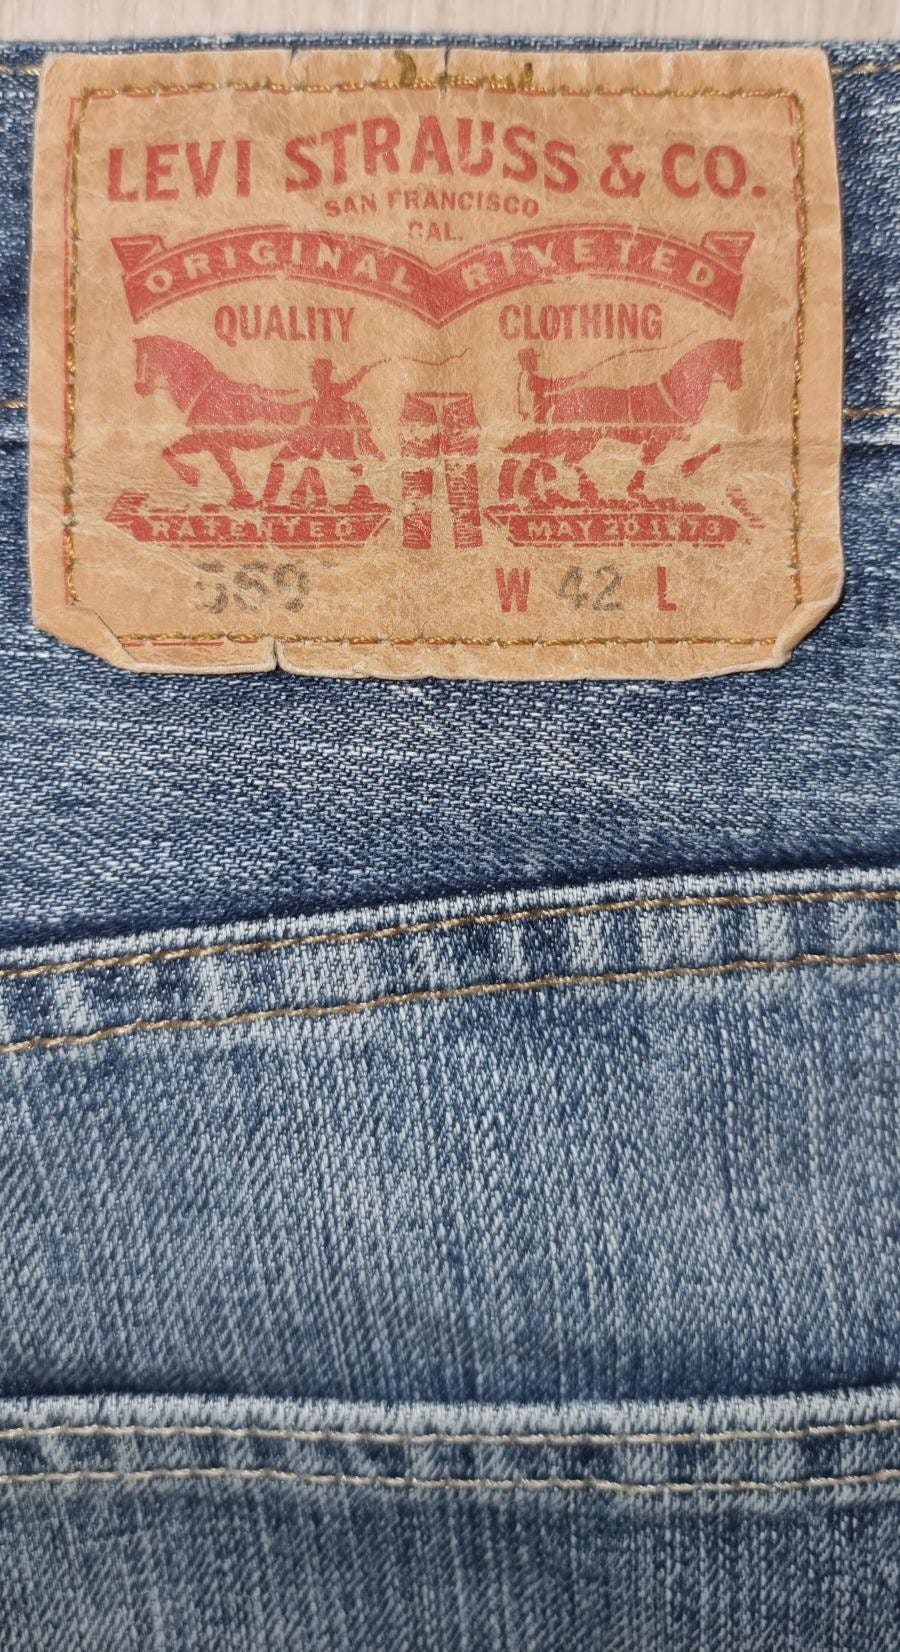 LEVI STRAUSS & CO.
SAN FRANCISCO
CAL.
ORIGINAL RIVETED
QUALITY CLOTHING
PATENTED MAY 20 1873
W 42 L